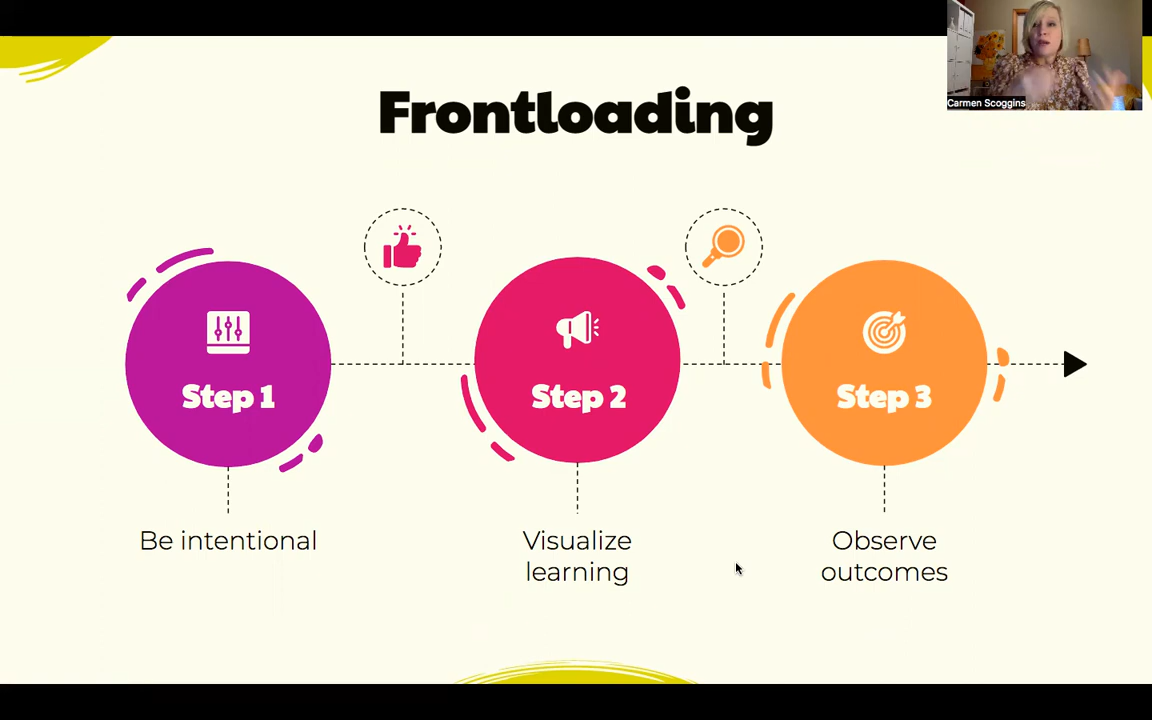 Carmen Scoggins
Frontloading
Step 1
Step 2
Step 3
Be intentional
Visualize
learning
Observe
outcomes